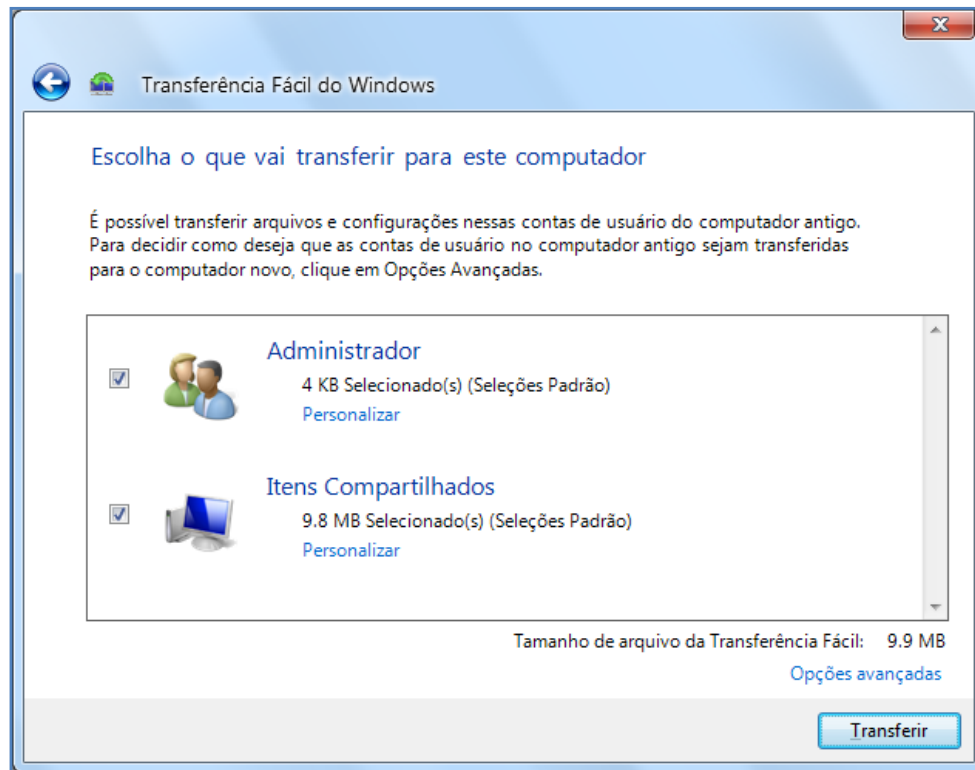 Transferência Fácil do Windows
Escolha o que vai transferir para este computador
É possível transferir arquivos e configurações nessas contas de usuário do computador antigo.
Para decidir como deseja que as contas de usuário no computador antigo sejam transferidas
para o computador novo, clique em Opções Avançadas.
Administrador
4 KB Selecionado(s) (Seleções Padrão)
Personalizar
Itens Compartilhados
9.8 MB Selecionado(s) (Seleções Padrão)
Personalizar
Tamanho de arquivo da Transferência Fácil: 9.9 MB
Opções avançadas
Transferir